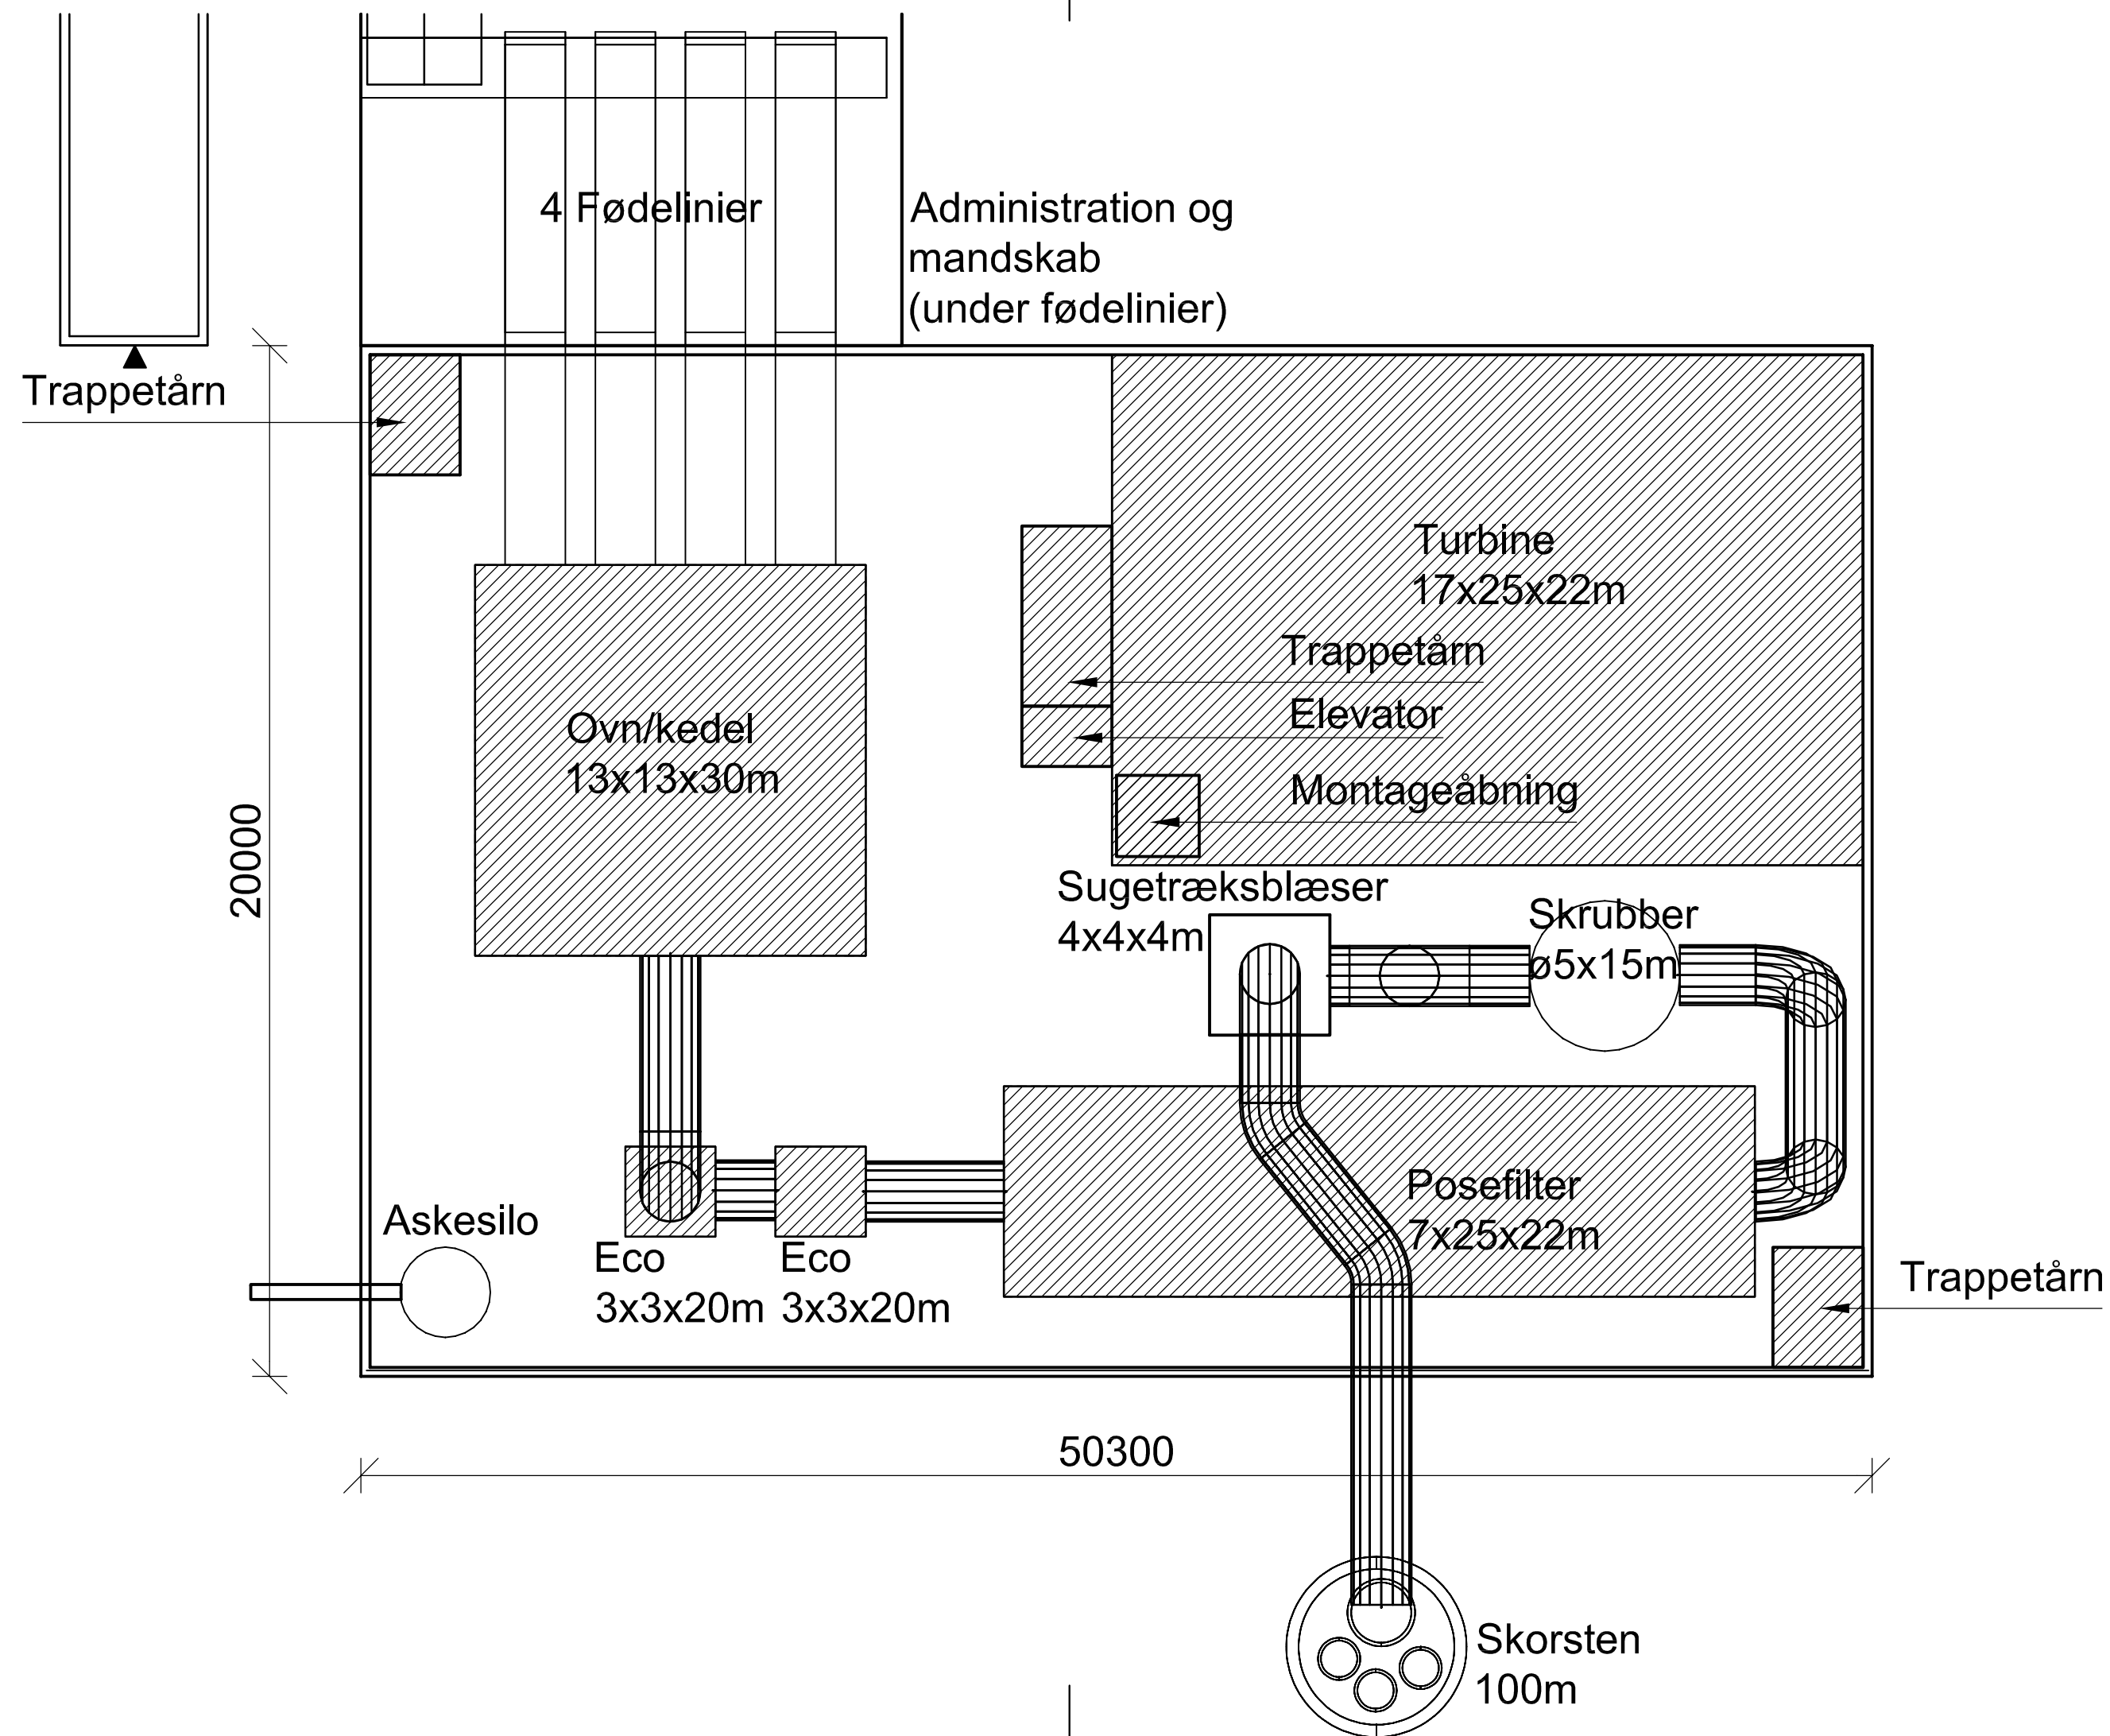 4 Fødelinier
Administration og
mandskab
(under fødelinier)
Trappetårn
Turbine
17x25x22m
Trappetårn
Elevator
Montageåbning
Ovn/kedel
13x13x30m
20000
Sugetræksblæser
4x4x4m
Skrubber
ø5x15m
Posefilter
7x25x22m
Askesilo
Eco
3x3x20m
Eco
3x3x20m
Trappetårn
50300
Skorsten
100m